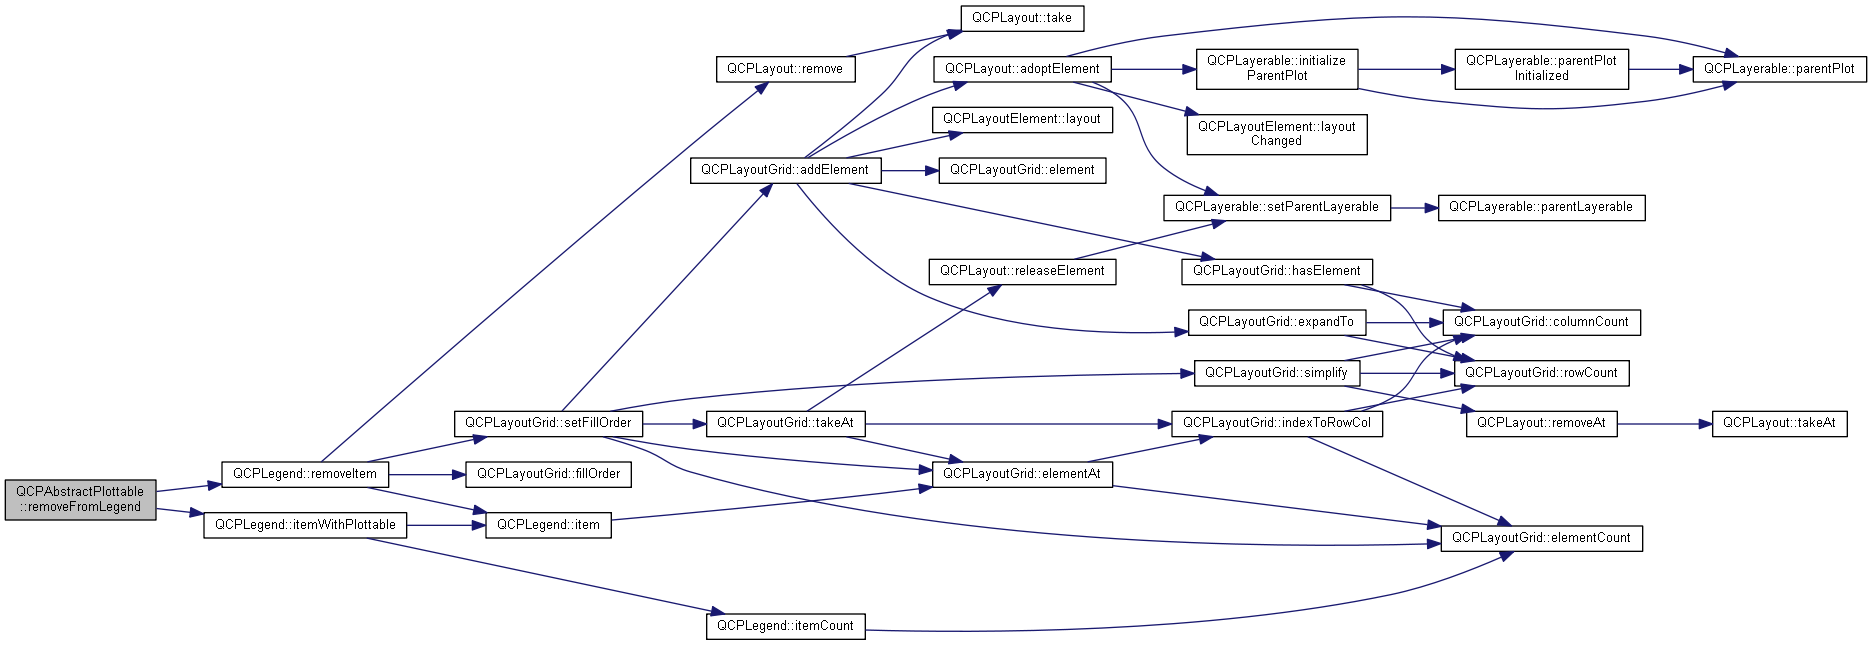 QCPLayout::take
QCPLayout::remove
QCPLayout::adoptElement
QCPLayerable::initialize
ParentPlot
QCPLayerable::parentPlot
Initialized
QCPLayerable::parentPlot
QCPLayoutElement::layout
QCPLayoutElement::layout
Changed
QCPLayoutGrid::addElement
QCPLayoutGrid::element
QCPLayerable::setParentLayerable
QCPLayerable::parentLayerable
QCPLayout::releaseElement
QCPLayoutGrid::hasElement
QCPLayoutGrid::expandTo
QCPLayoutGrid::columnCount
QCPLayoutGrid::simplify
QCPLayoutGrid::rowCount
QCPLayoutGrid::setFillOrder
QCPLayoutGrid::takeAt
QCPLayoutGrid::indexToRowCol
QCPLayout::removeAt
QCPLayout::takeAt
QCPLegend::removeItem
QCPLayoutGrid::fillOrder
QCPLayoutGrid::elementAt
QCPAbstractPlottable
::removeFromLegend
QCPLegend::itemWithPlottable
QCPLegend::item
QCPLayoutGrid::elementCount
QCPLegend::itemCount